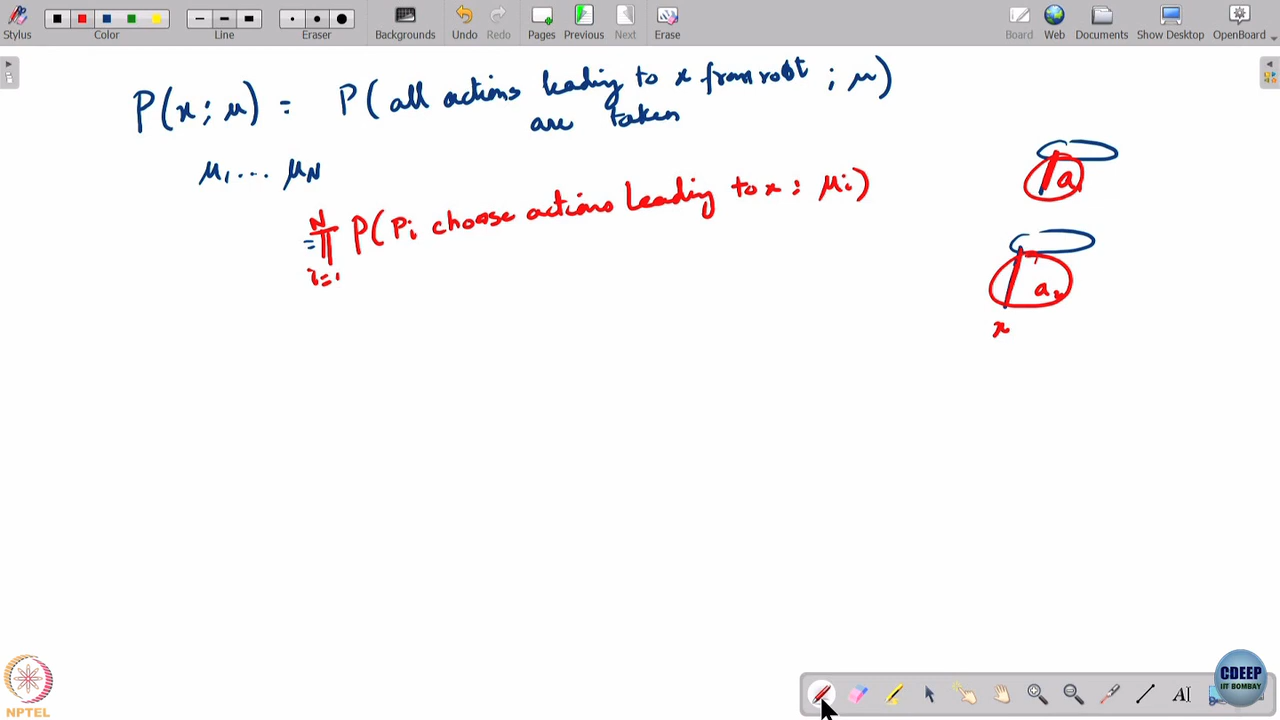 Stylus Color Line Eraser Backgrounds Undo Redo Pages Previous Next Erase Board Web Documents Show Desktop OpenBoard
P(x; μ) = P( all actions leading to x from root ; μ)
are taken
μ1 ... μN
a1
= N ∏ i=1 P( Pi choose actions leading to x ; μi)
a2
x
NPTEL
CDEEP
IIT BOMBAY